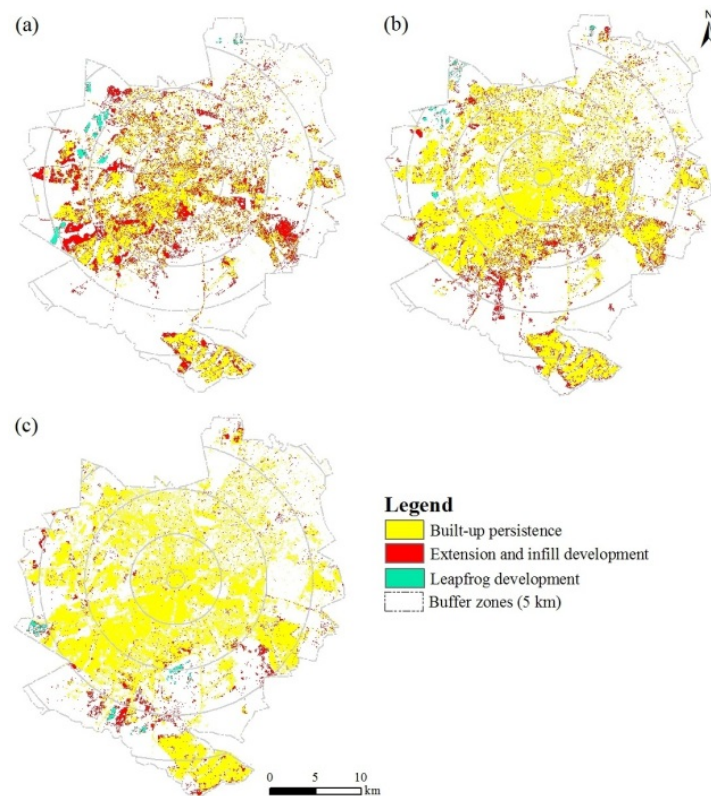 (a)
(b)
N
(c)
Legend
Built-up persistence
Extension and infill development
Leapfrog development
Buffer zones (5 km)
0 5 10
km